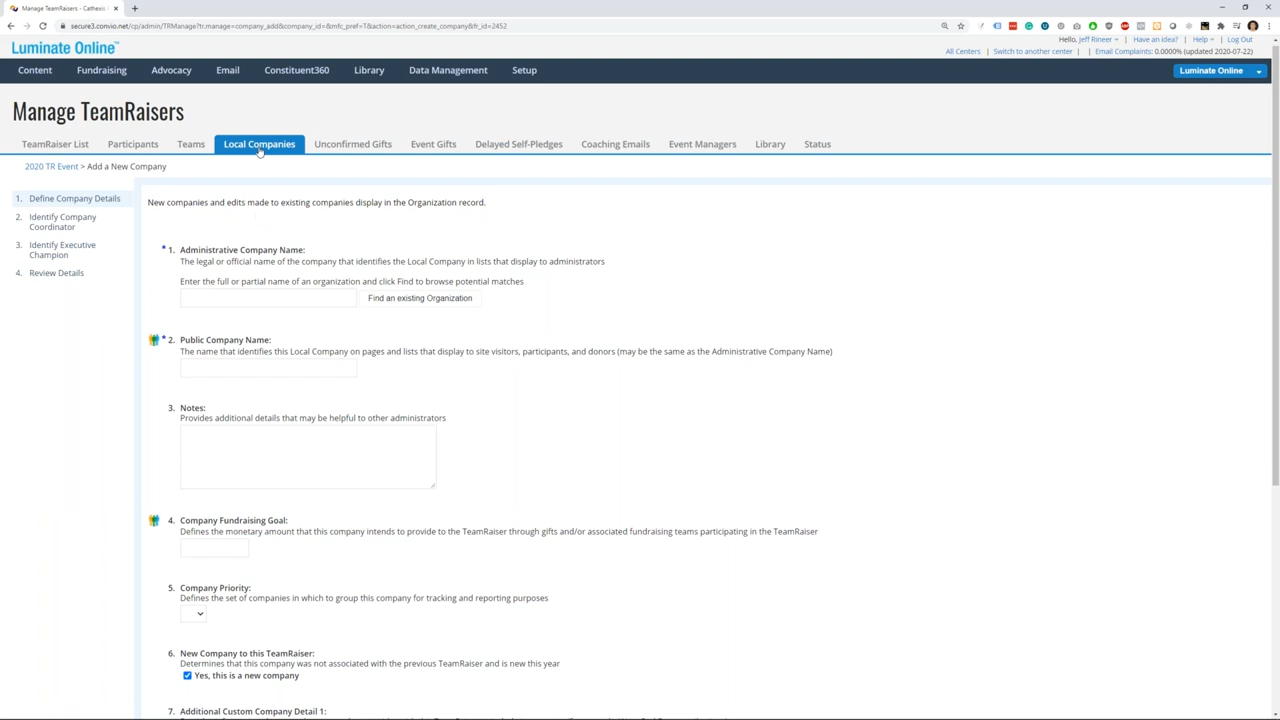 Manage TeamRaisers - Cathexis
secure3.convio.net/cp/admin/TRManage?tr.manage=company_add&company_id=&mfc_pref=T&action=action_create_company&fr_id=2452
Luminate Online™
Hello, Jeff Rineer | Have an idea? | Help | Log Out
All Centers | Switch to another center | Email Complaints: 0.0000% (updated 2020-07-22)
Content Fundraising Advocacy Email Constituent360 Library Data Management Setup Luminate Online
Manage TeamRaisers
TeamRaiser List Participants Teams Local Companies Unconfirmed Gifts Event Gifts Delayed Self-Pledges Coaching Emails Event Managers Library Status
2020 TR Event > Add a New Company
1. Define Company Details
2. Identify Company
Coordinator
3. Identify Executive
Champion
4. Review Details
New companies and edits made to existing companies display in the Organization record.
* 1. Administrative Company Name:
The legal or official name of the company that identifies the Local Company in lists that display to administrators
Enter the full or partial name of an organization and click Find to browse potential matches
Find an existing Organization
* 2. Public Company Name:
The name that identifies this Local Company on pages and lists that display to site visitors, participants, and donors (may be the same as the Administrative Company Name)
3. Notes:
Provides additional details that may be helpful to other administrators
4. Company Fundraising Goal:
Defines the monetary amount that this company intends to provide to the TeamRaiser through gifts and/or associated fundraising teams participating in the TeamRaiser
5. Company Priority:
Defines the set of companies in which to group this company for tracking and reporting purposes
6. New Company to this TeamRaiser:
Determines that this company was not associated with the previous TeamRaiser and is new this year
Yes, this is a new company
7. Additional Custom Company Detail 1: